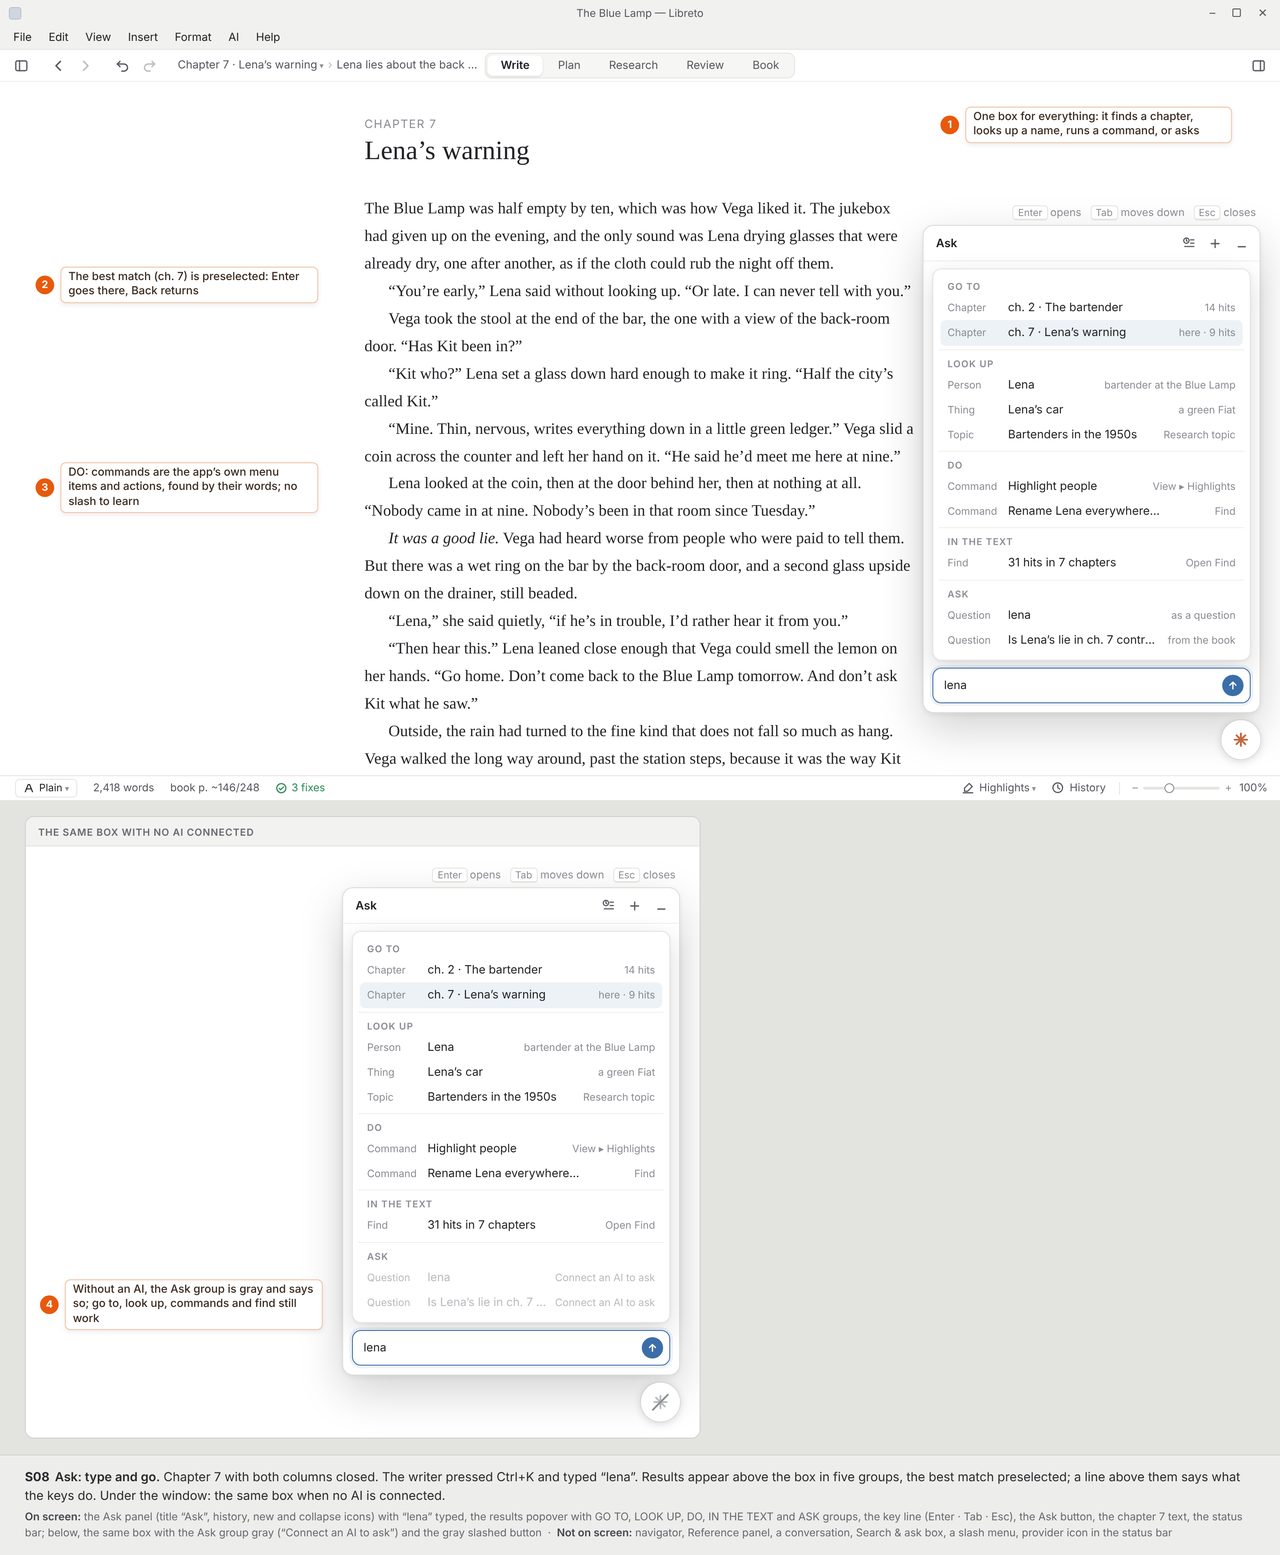 The Blue Lamp — Libreto
File Edit View Insert Format AI Help
Chapter 7 · Lena’s warning ▾ › Lena lies about the back ...
Write Plan Research Review Book
CHAPTER 7
Lena’s warning
1 One box for everything: it finds a chapter,
looks up a name, runs a command, or asks
The Blue Lamp was half empty by ten, which was how Vega liked it. The jukebox
had given up on the evening, and the only sound was Lena drying glasses that were
already dry, one after another, as if the cloth could rub the night off them.
“You’re early,” Lena said without looking up. “Or late. I can never tell with you.”
Vega took the stool at the end of the bar, the one with a view of the back-room
door. “Has Kit been in?”
“Kit who?” Lena set a glass down hard enough to make it ring. “Half the city’s
called Kit.”
“Mine. Thin, nervous, writes everything down in a little green ledger.” Vega slid a
coin across the counter and left her hand on it. “He said he’d meet me here at nine.”
Lena looked at the coin, then at the door behind her, then at nothing at all.
“Nobody came in at nine. Nobody’s been in that room since Tuesday.”
It was a good lie. Vega had heard worse from people who were paid to tell them.
But there was a wet ring on the bar by the back-room door, and a second glass upside
down on the drainer, still beaded.
“Lena,” she said quietly, “if he’s in trouble, I’d rather hear it from you.”
“Then hear this.” Lena leaned close enough that Vega could smell the lemon on
her hands. “Go home. Don’t come back to the Blue Lamp tomorrow. And don’t ask
Kit what he saw.”
Outside, the rain had turned to the fine kind that does not fall so much as hang.
Vega walked the long way around, past the station steps, because it was the way Kit
2 The best match (ch. 7) is preselected: Enter
goes there, Back returns
3 DO: commands are the app’s own menu
items and actions, found by their words; no
slash to learn
Enter opens Tab moves down Esc closes
Ask
GO TO
Chapter ch. 2 · The bartender 14 hits
Chapter ch. 7 · Lena’s warning here · 9 hits
LOOK UP
Person Lena bartender at the Blue Lamp
Thing Lena’s car a green Fiat
Topic Bartenders in the 1950s Research topic
DO
Command Highlight people View ▸ Highlights
Command Rename Lena everywhere... Find
IN THE TEXT
Find 31 hits in 7 chapters Open Find
ASK
Question lena as a question
Question Is Lena’s lie in ch. 7 contr... from the book
lena
A Plain ▾ 2,418 words book p. ~146/248 3 fixes Highlights ▾ History − + 100%
THE SAME BOX WITH NO AI CONNECTED
Enter opens Tab moves down Esc closes
Ask
GO TO
Chapter ch. 2 · The bartender 14 hits
Chapter ch. 7 · Lena’s warning here · 9 hits
LOOK UP
Person Lena bartender at the Blue Lamp
Thing Lena’s car a green Fiat
Topic Bartenders in the 1950s Research topic
DO
Command Highlight people View ▸ Highlights
Command Rename Lena everywhere... Find
IN THE TEXT
Find 31 hits in 7 chapters Open Find
ASK
Question lena Connect an AI to ask
Question Is Lena’s lie in ch. 7 ... Connect an AI to ask
lena
4 Without an AI, the Ask group is gray and says
so; go to, look up, commands and find still
work
S08 Ask: type and go. Chapter 7 with both columns closed. The writer pressed Ctrl+K and typed “lena”. Results appear above the box in five groups, the best match preselected; a line above them says what
the keys do. Under the window: the same box when no AI is connected.
On screen: the Ask panel (title “Ask”, history, new and collapse icons) with “lena” typed, the results popover with GO TO, LOOK UP, DO, IN THE TEXT and ASK groups, the key line (Enter · Tab · Esc), the Ask button, the chapter 7 text, the status
bar; below, the same box with the Ask group gray (“Connect an AI to ask”) and the gray slashed button · Not on screen: navigator, Reference panel, a conversation, Search & ask box, a slash menu, provider icon in the status bar